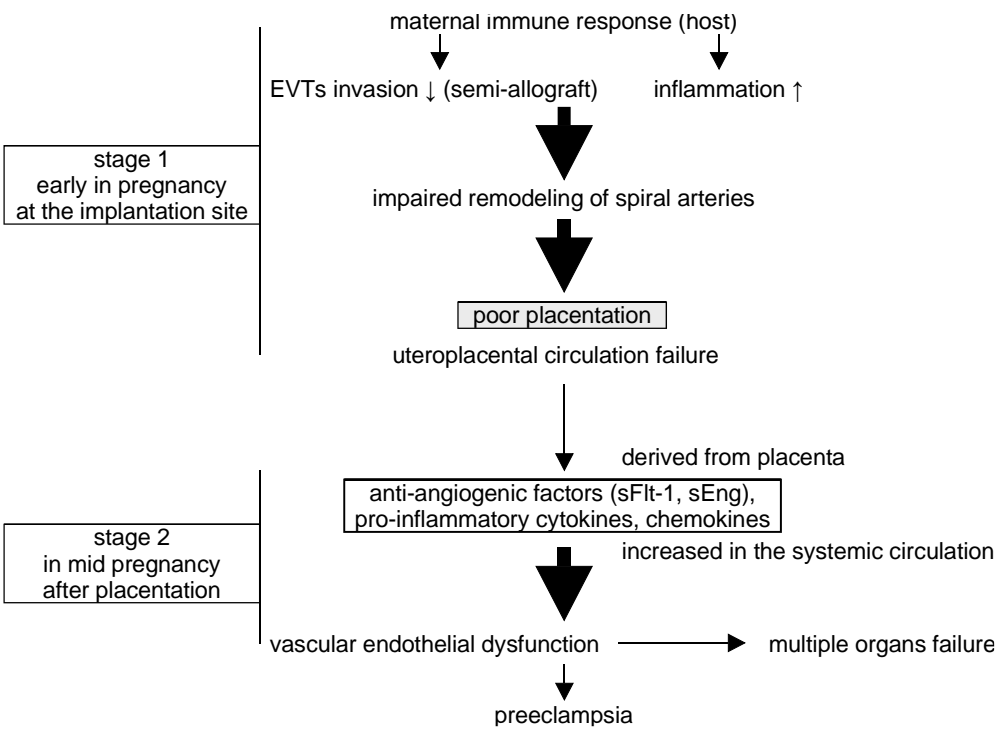 maternal immune response (host)
EVTs invasion ↓ (semi-allograft)
inflammation ↑
stage 1
early in pregnancy
at the implantation site
impaired remodeling of spiral arteries
poor placentation
uteroplacental circulation failure
derived from placenta
anti-angiogenic factors (sFlt-1, sEng),
pro-inflammatory cytokines, chemokines
increased in the systemic circulation
stage 2
in mid pregnancy
after placentation
vascular endothelial dysfunction
multiple organs failure
preeclampsia